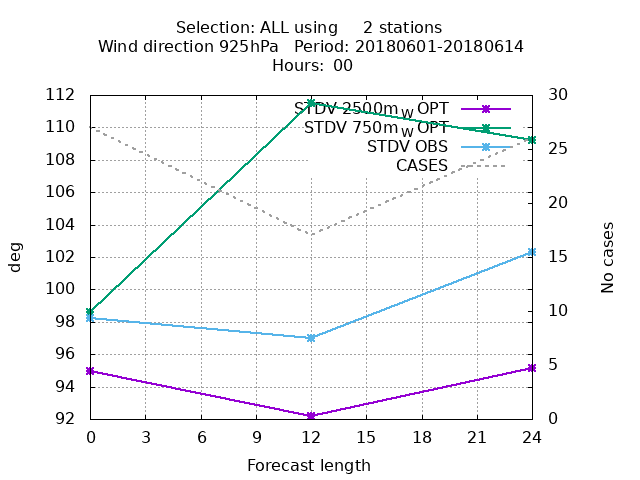 Selection: ALL using     2 stations
Wind direction 925hPa   Period: 20180601-20180614
Hours:  00
112
110
108
106
104
102
100
98
96
94
92
30
25
20
15
10
5
0
STDV 2500m W OPT
STDV 750m W OPT
STDV OBS
CASES
deg
No cases
0 3 6 9 12 15 18 21 24
Forecast length